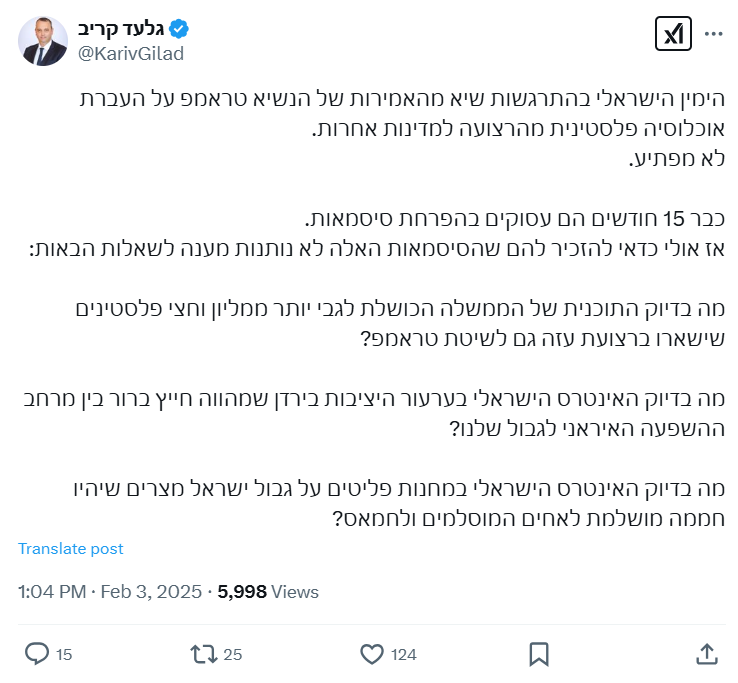 גלעד קריב
@KarivGilad
הימין הישראלי בהתרגשות שיא מהאמירות של הנשיא טראמפ על העברת
אוכלוסיה פלסטינית מהרצועה למדינות אחרות.
לא מפתיע.
כבר 15 חודשים הם עסוקים בהפרחת סיסמאות.
אז אולי כדאי להזכיר להם שהסיסמאות האלה לא נותנות מענה לשאלות הבאות:
מה בדיוק התוכנית של הממשלה הכושלת לגבי יותר ממליון וחצי פלסטינים
שישארו ברצועת עזה גם לשיטת טראמפ?
מה בדיוק האינטרס הישראלי בערעור היציבות בירדן שמהווה חייץ ברור בין מרחב
ההשפעה האיראני לגבול שלנו?
מה בדיוק האינטרס הישראלי במחנות פליטים על גבול ישראל מצרים שיהיו
חממה מושלמת לאחים המוסלמים ולחמאס?
Translate post
1:04 PM · Feb 3, 2025 · 5,998 Views
15 25 124